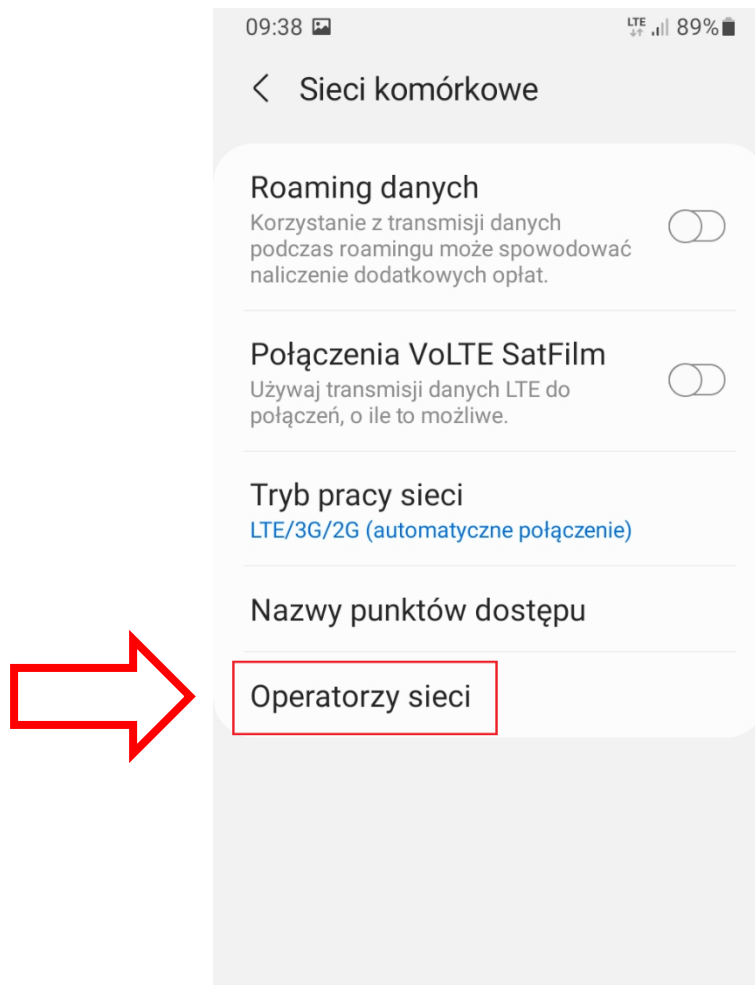 09:38 LTE 89%
Sieci komórkowe
Roaming danych
Korzystanie z transmisji danych
podczas roamingu może spowodować
naliczenie dodatkowych opłat.
Połączenia VoLTE SatFilm
Używaj transmisji danych LTE do
połączeń, o ile to możliwe.
Tryb pracy sieci
LTE/3G/2G (automatyczne połączenie)
Nazwy punktów dostępu
Operatorzy sieci